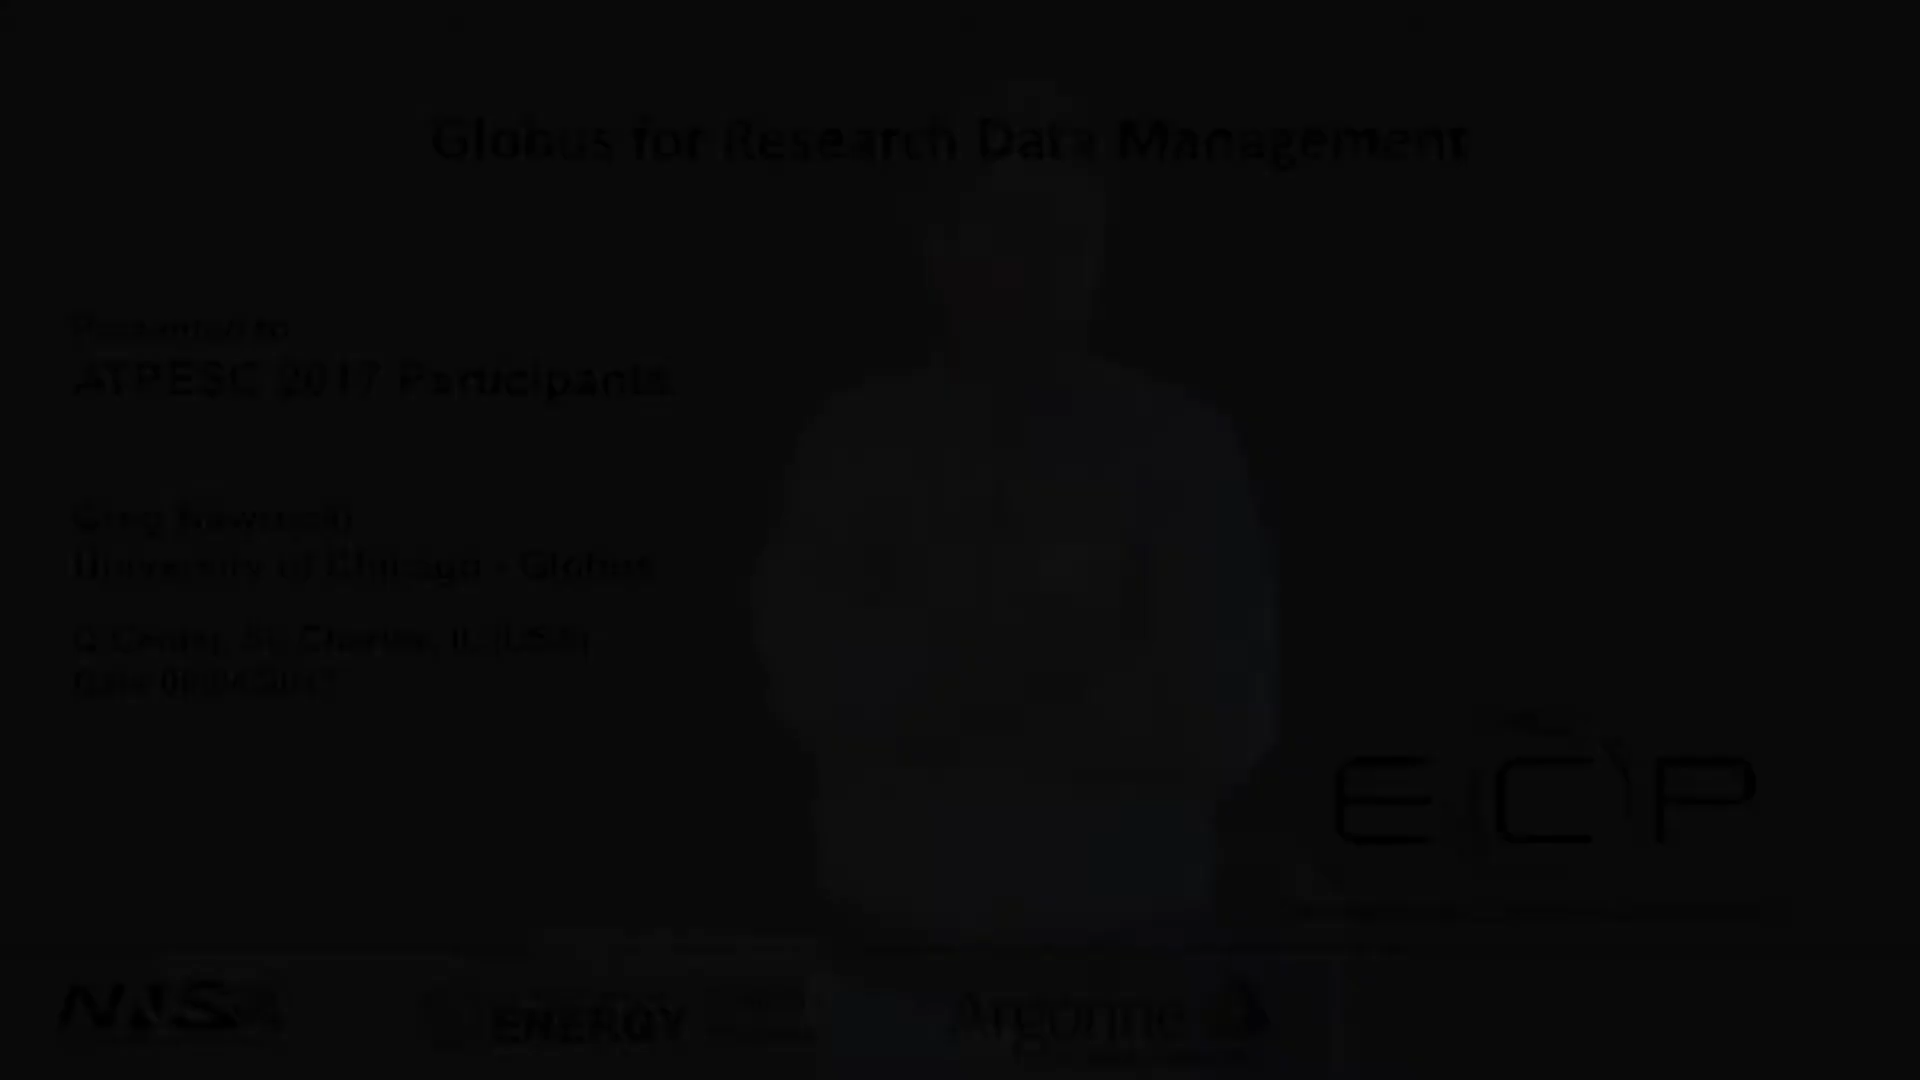 Globus for Research Data Management
Presented to
ATPESC 2017 Participants
Greg Nawrocki
University of Chicago - Globus
Q Center, St. Charles, IL (USA)
Date
ECP
ENERGY
Argonne